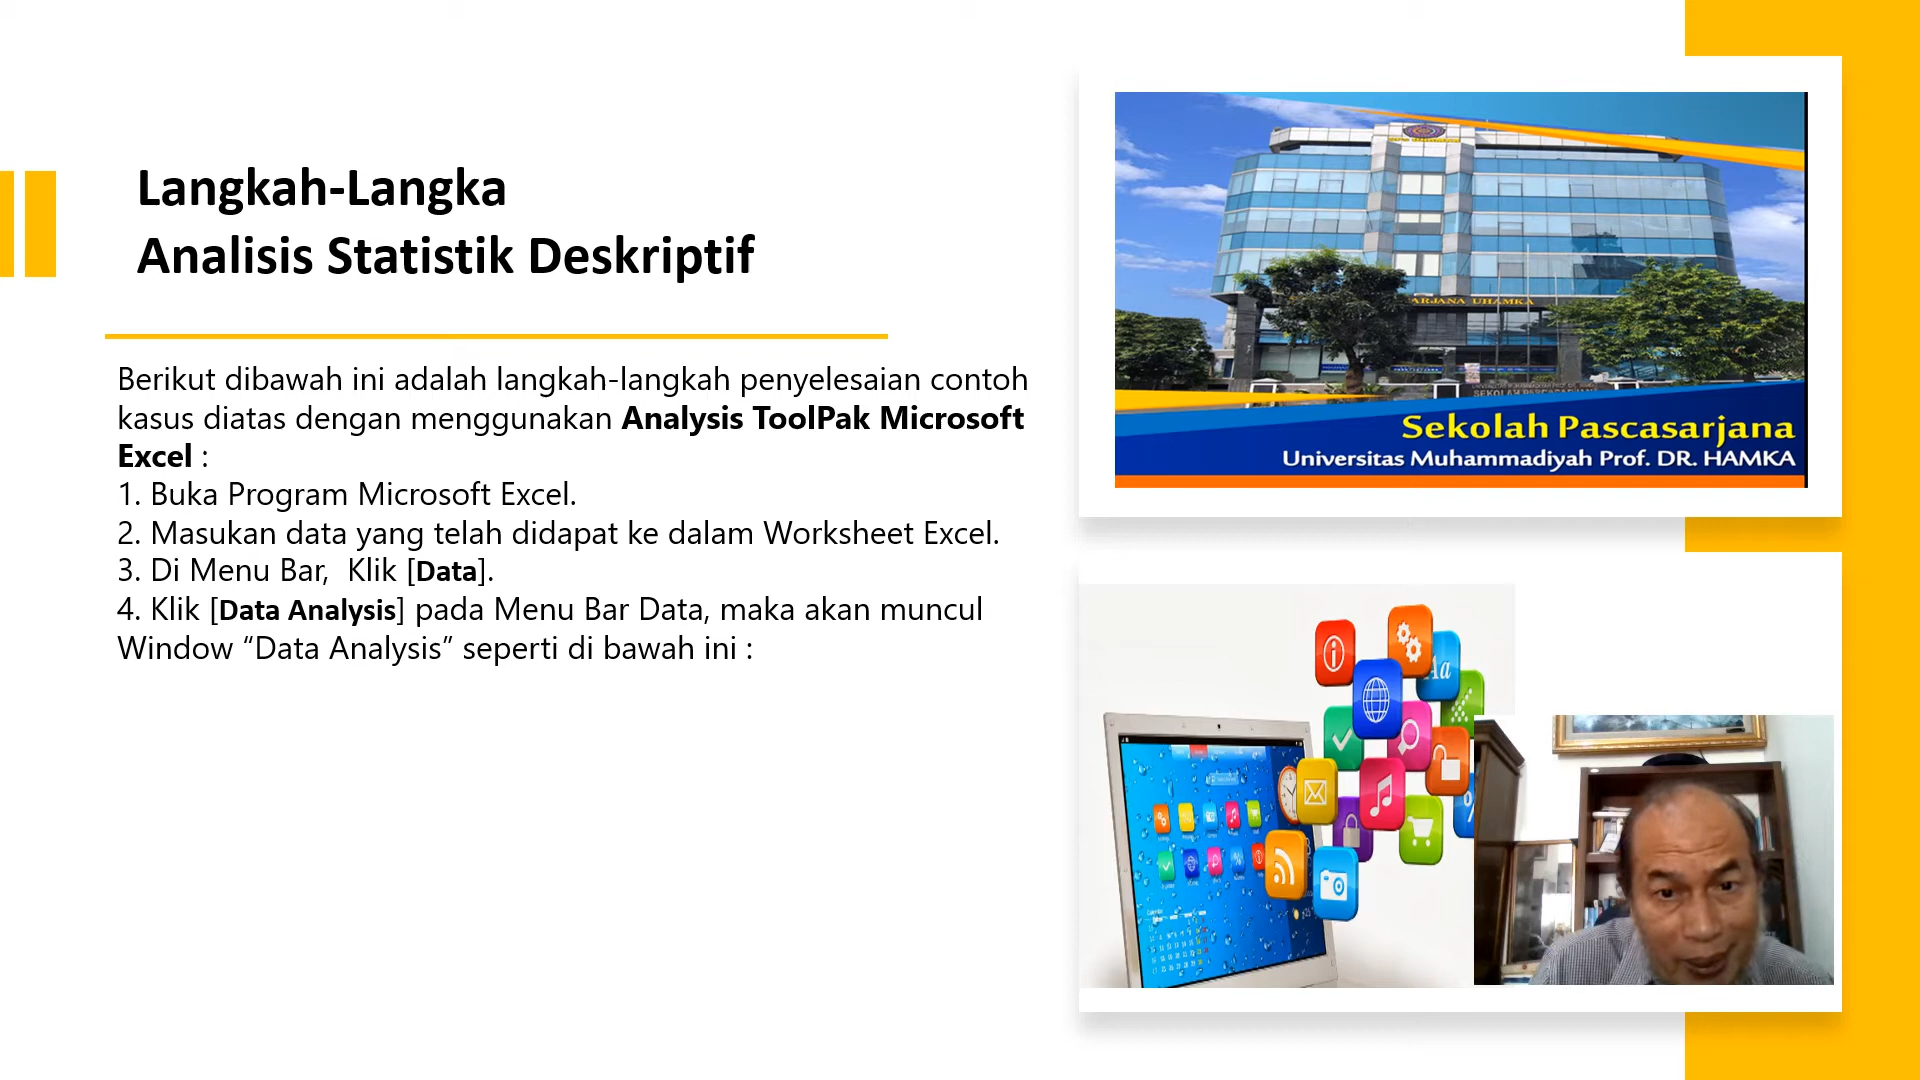 Langkah-Langka
Analisis Statistik Deskriptif
Berikut dibawah ini adalah langkah-langkah penyelesaian contoh
kasus diatas dengan menggunakan Analysis ToolPak Microsoft
Excel :
1. Buka Program Microsoft Excel.
2. Masukan data yang telah didapat ke dalam Worksheet Excel.
3. Di Menu Bar,  Klik [Data].
4. Klik [Data Analysis] pada Menu Bar Data, maka akan muncul
Window “Data Analysis” seperti di bawah ini :
ARJANA UHAMKA
Sekolah Pascasarjana
Universitas Muhammadiyah Prof. DR. HAMKA
Aa